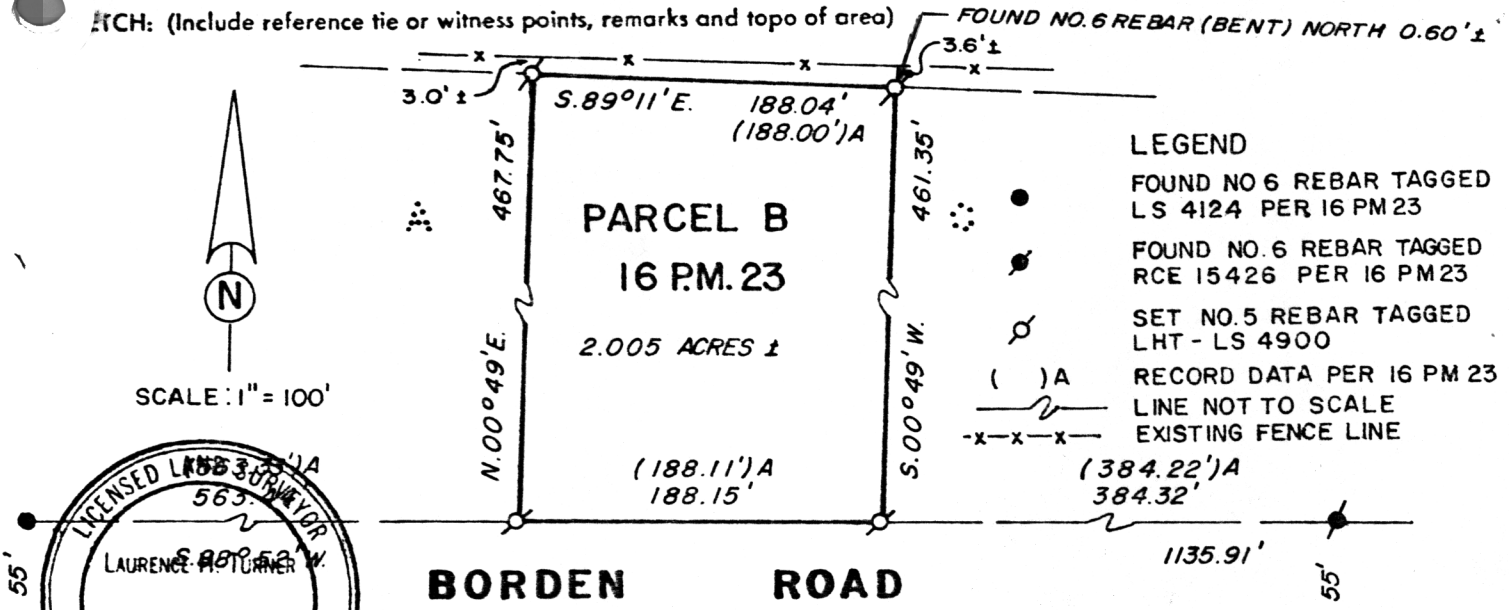 TCH: (Include reference tie or witness points, remarks and topo of area)
FOUND NO. 6 REBAR (BENT) NORTH 0.60'±
3.6'±
x x x x
3.0'±
S.89°11'E. 188.04'
(188.00')A
467.75'
461.35'
PARCEL B
16 P.M. 23
2.005 ACRES ±
N.00°49'E.
S.00°49'W.
N
SCALE: 1" = 100'
LEGEND
FOUND NO 6 REBAR TAGGED
LS 4124 PER 16 PM 23
FOUND NO. 6 REBAR TAGGED
RCE 15426 PER 16 PM 23
SET NO. 5 REBAR TAGGED
LHT - LS 4900
( )A RECORD DATA PER 16 PM 23
LINE NOT TO SCALE
-x-x-x- EXISTING FENCE LINE
(188.11')A
188.15'
(384.22')A
384.32'
1135.91'
LICENSED LAND SURVEYOR
563.
LAURENCE H. TURNER
55'
55'
BORDEN ROAD